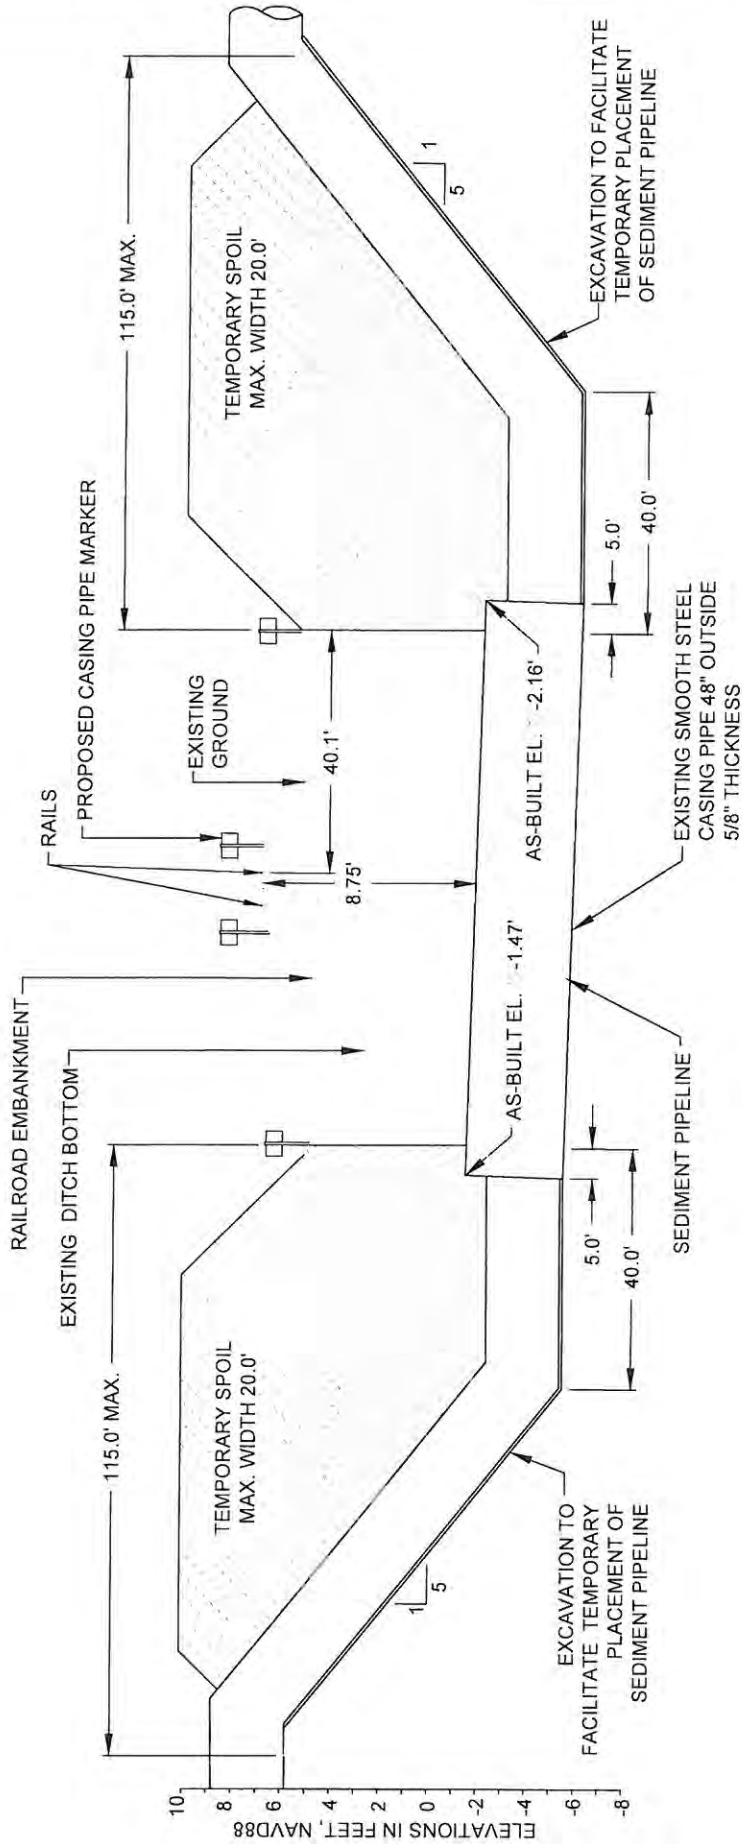 RAILROAD EMBANKMENT
EXISTING DITCH BOTTOM
RAILS
PROPOSED CASING PIPE MARKER
115.0' MAX.
115.0' MAX.
TEMPORARY SPOIL
MAX. WIDTH 20.0'
EXISTING
GROUND
TEMPORARY SPOIL
MAX. WIDTH 20.0'
40.1'
8.75'
AS-BUILT EL. -1.47'
AS-BUILT EL. -2.16'
1
5
1
5
5.0'
40.0'
5.0'
40.0'
EXCAVATION TO
FACILITATE TEMPORARY
PLACEMENT OF
SEDIMENT PIPELINE
SEDIMENT PIPELINE
EXISTING SMOOTH STEEL
CASING PIPE 48" OUTSIDE
5/8" THICKNESS
EXCAVATION TO FACILITATE
TEMPORARY PLACEMENT
OF SEDIMENT PIPELINE
ELEVATIONS IN FEET, NAVD88
10
8
6
4
2
0
-2
-4
-6
-8